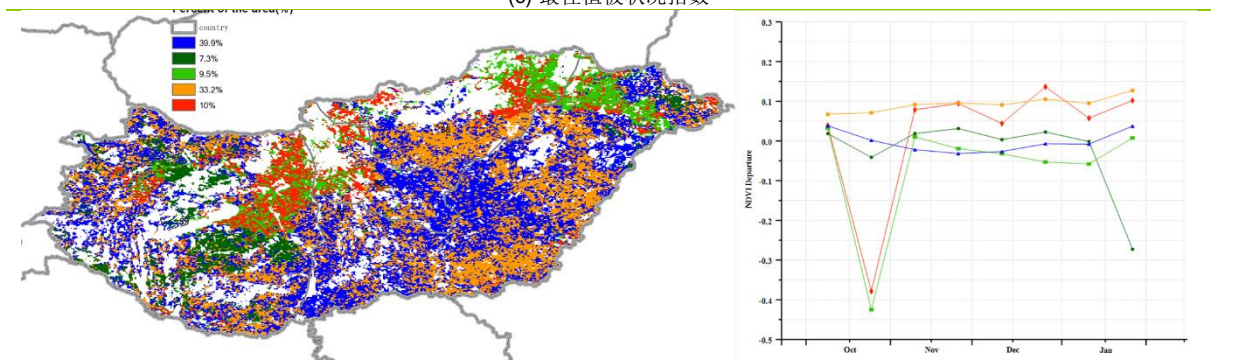 (c) 最佳植被状况指数
Percent of the area(%)
country
39.9%
7.3%
9.5%
33.2%
10%
0.3
0.2
0.1
0.0
-0.1
-0.2
-0.3
-0.4
-0.5
NDVI Departure
Oct Nov Dec Jan